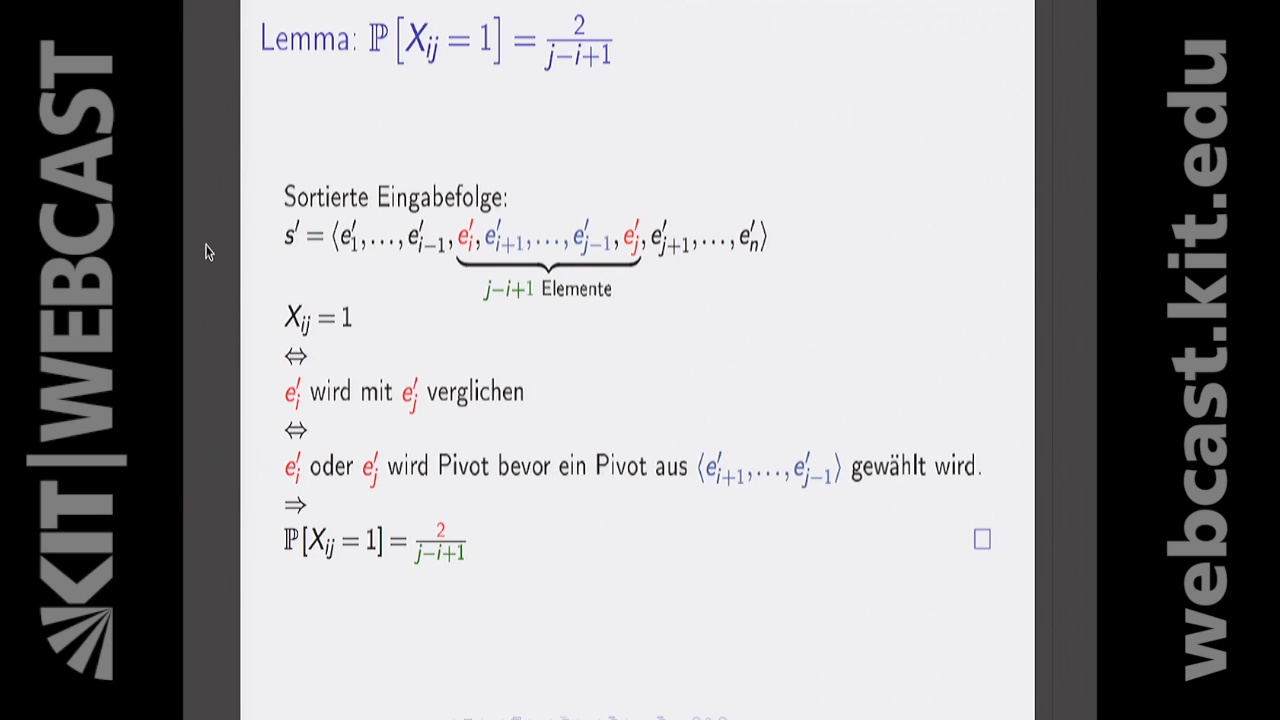 KIT|WEBCAST
Lemma: ℙ[X_ij = 1] = 2/(j−i+1)
Sortierte Eingabefolge:
s′ = ⟨e′_1,…,e′_{i−1},e′_i,e′_{i+1},…,e′_{j−1},e′_j,e′_{j+1},…,e′_n⟩
j−i+1 Elemente
X_ij = 1
⇔
e′_i wird mit e′_j verglichen
⇔
e′_i oder e′_j wird Pivot bevor ein Pivot aus ⟨e′_{i+1},…,e′_{j−1}⟩ gewählt wird.
⇒
ℙ[X_ij = 1] = 2/(j−i+1) □
webcast.kit.edu